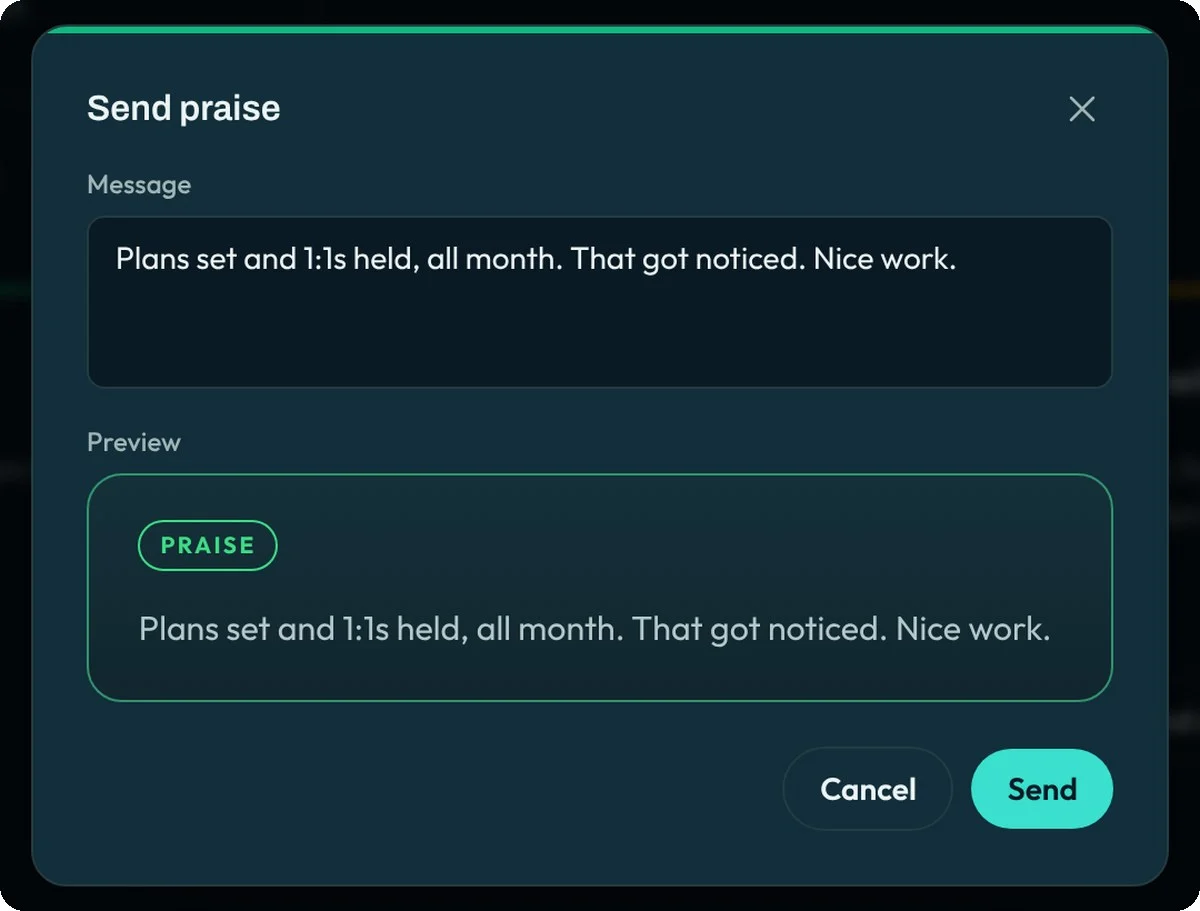 Send praise
Message
Plans set and 1:1s held, all month. That got noticed. Nice work.
Preview
PRAISE
Plans set and 1:1s held, all month. That got noticed. Nice work.
Cancel
Send